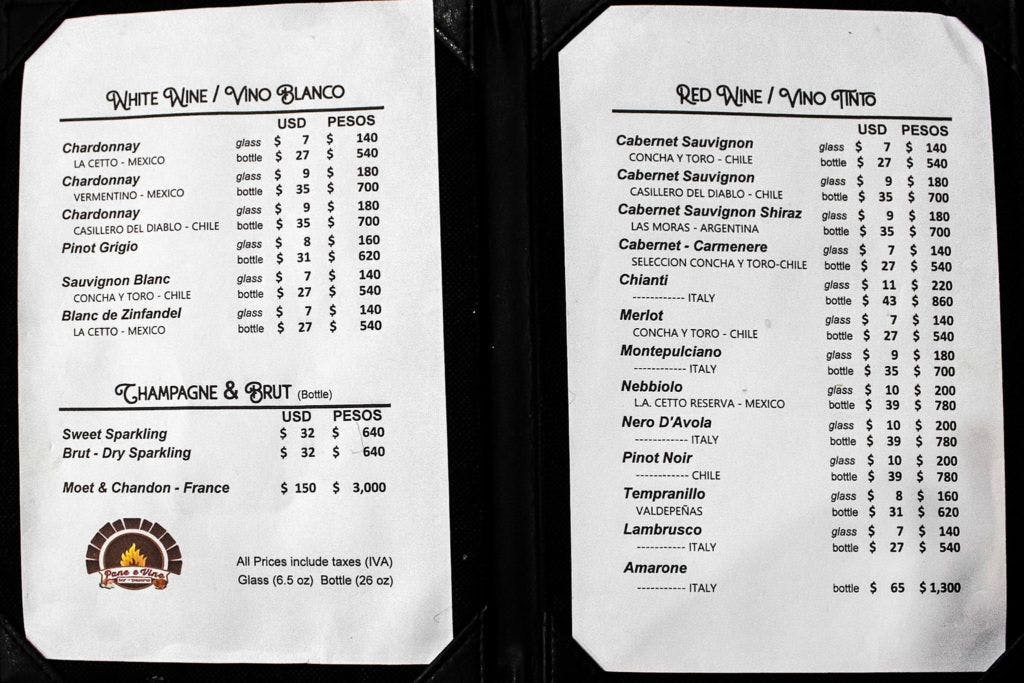 White Wine / Vino Blanco
USD PESOS
Chardonnay glass $ 7 $ 140
LA CETTO - MEXICO bottle $ 27 $ 540
Chardonnay glass $ 9 $ 180
VERMENTINO - MEXICO bottle $ 35 $ 700
Chardonnay glass $ 9 $ 180
CASILLERO DEL DIABLO - CHILE bottle $ 35 $ 700
Pinot Grigio glass $ 8 $ 160
bottle $ 31 $ 620
Sauvignon Blanc glass $ 7 $ 140
CONCHA Y TORO - CHILE bottle $ 27 $ 540
Blanc de Zinfandel glass $ 7 $ 140
LA CETTO - MEXICO bottle $ 27 $ 540
Champagne & Brut (Bottle)
USD PESOS
Sweet Sparkling $ 32 $ 640
Brut - Dry Sparkling $ 32 $ 640
Moet & Chandon - France $ 150 $ 3,000
Pane e Vino
All Prices include taxes (IVA)
Glass (6.5 oz) Bottle (26 oz)
Red Wine / Vino Tinto
USD PESOS
Cabernet Sauvignon glass $ 7 $ 140
CONCHA Y TORO - CHILE bottle $ 27 $ 540
Cabernet Sauvignon glass $ 9 $ 180
CASILLERO DEL DIABLO - CHILE bottle $ 35 $ 700
Cabernet Sauvignon Shiraz glass $ 9 $ 180
LAS MORAS - ARGENTINA bottle $ 35 $ 700
Cabernet - Carmenere glass $ 7 $ 140
SELECCION CONCHA Y TORO-CHILE bottle $ 27 $ 540
Chianti glass $ 11 $ 220
------------ ITALY bottle $ 43 $ 860
Merlot glass $ 7 $ 140
CONCHA Y TORO - CHILE bottle $ 27 $ 540
Montepulciano glass $ 9 $ 180
------------ ITALY bottle $ 35 $ 700
Nebbiolo glass $ 10 $ 200
L.A. CETTO RESERVA - MEXICO bottle $ 39 $ 780
Nero D'Avola glass $ 10 $ 200
------------ ITALY bottle $ 39 $ 780
Pinot Noir glass $ 10 $ 200
------------ CHILE bottle $ 39 $ 780
Tempranillo glass $ 8 $ 160
VALDEPEÑAS bottle $ 31 $ 620
Lambrusco glass $ 7 $ 140
----------- ITALY bottle $ 27 $ 540
Amarone
----------- ITALY bottle $ 65 $ 1,300